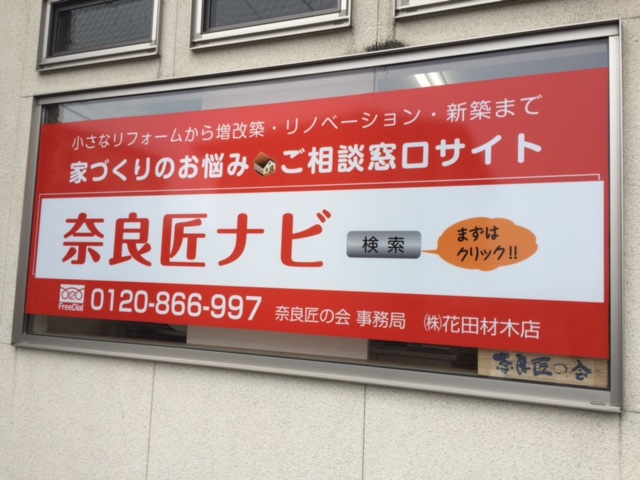 小さなリフォームから増改築・リノベーション・新築まで
家づくりのお悩み ご相談窓口サイト
奈良匠ナビ 検索 まずは
クリック!!
FreeDial 0120-866-997 奈良匠の会 事務局 ㈱花田材木店
奈良匠の会